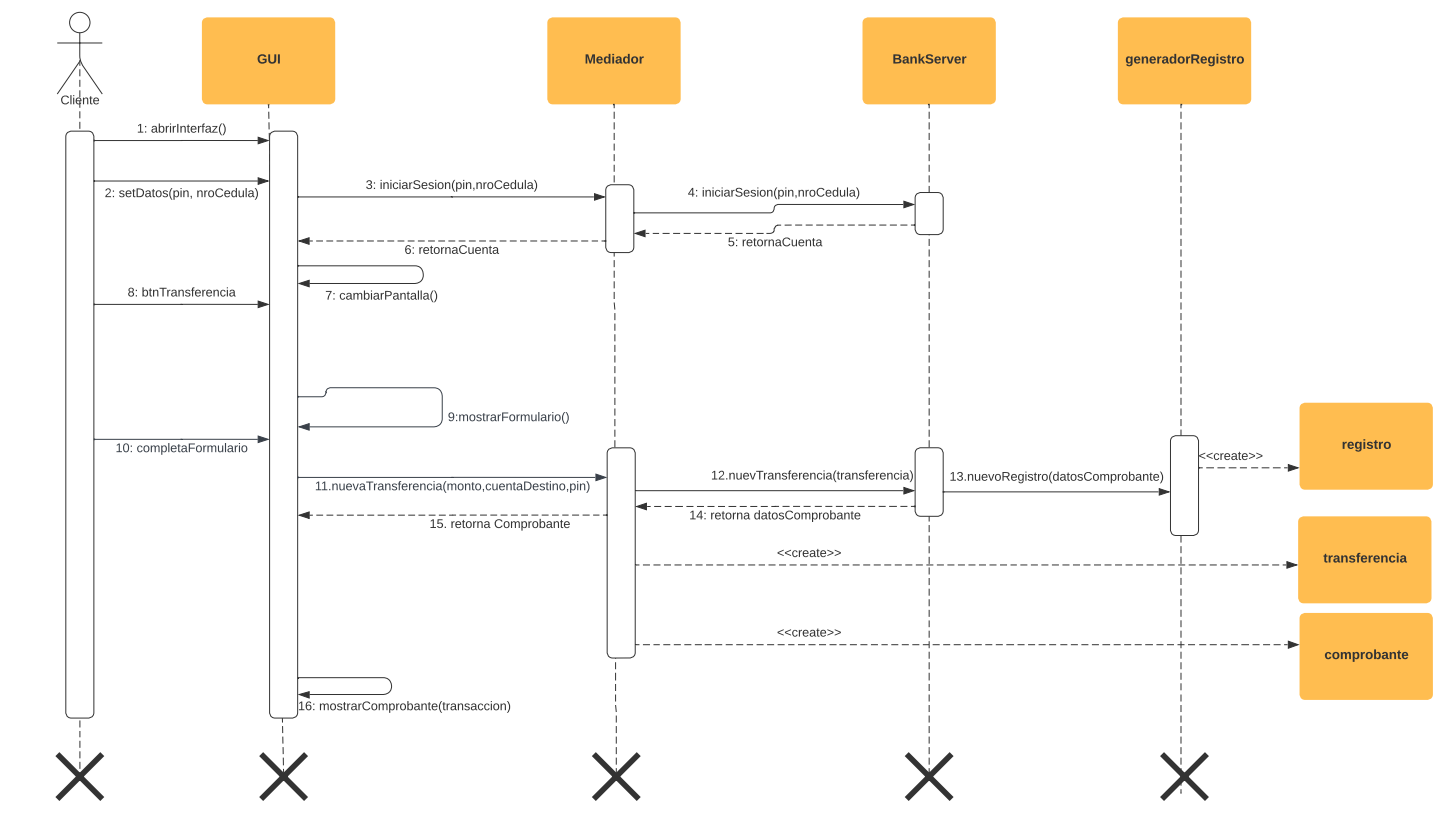 GUI
Mediador
BankServer
generadorRegistro
Cliente
1: abrirInterfaz()
2: setDatos(pin, nroCedula)
3: iniciarSesion(pin,nroCedula)
4: iniciarSesion(pin,nroCedula)
5: retornaCuenta
6: retornaCuenta
7: cambiarPantalla()
8: btnTransferencia
9:mostrarFormulario()
10: completaFormulario
registro
<<create>>
11.nuevaTransferencia(monto,cuentaDestino,pin)
12.nuevTransferencia(transferencia)
13.nuevoRegistro(datosComprobante)
14: retorna datosComprobante
15. retorna Comprobante
<<create>>
transferencia
<<create>>
comprobante
16: mostrarComprobante(transaccion)